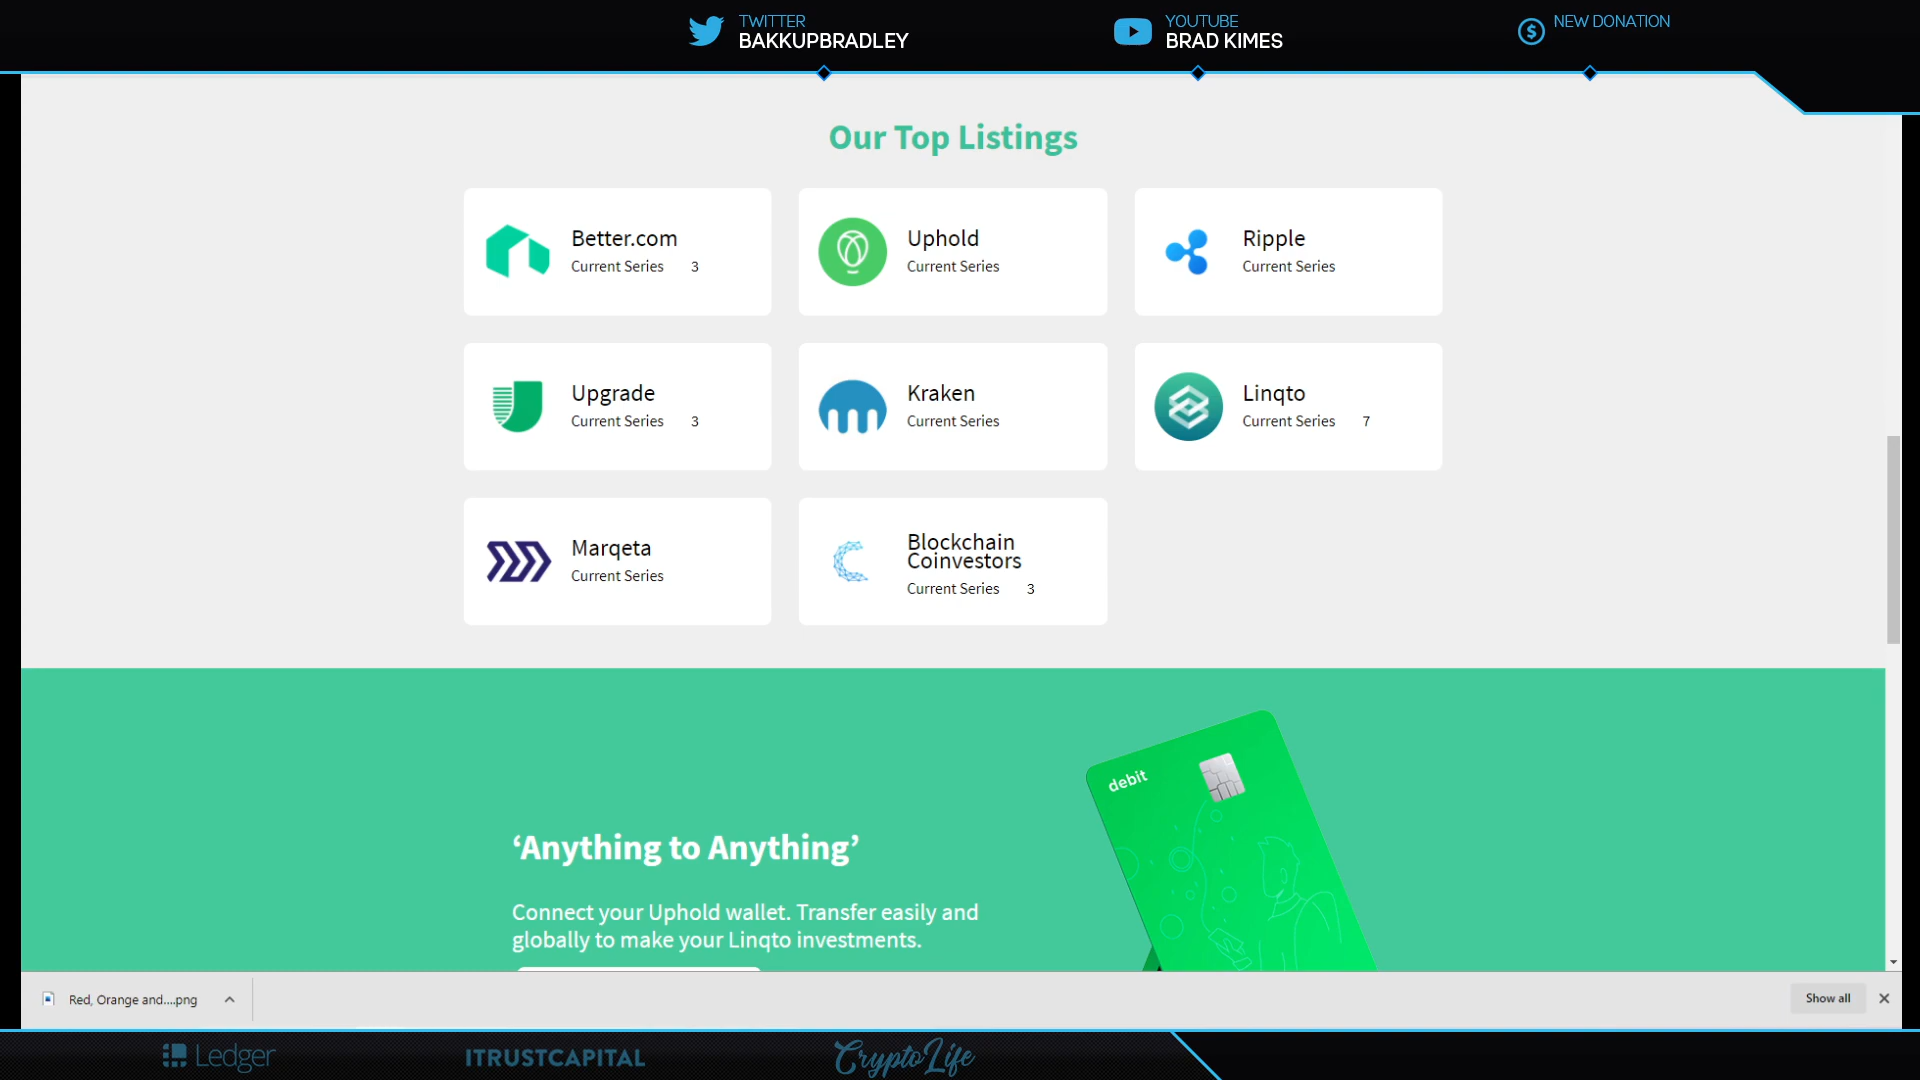 TWITTER
BAKKUPBRADLEY
YOUTUBE
BRAD KIMES
NEW DONATION
Our Top Listings
Better.com
Current Series 3
Uphold
Current Series
Ripple
Current Series
Upgrade
Current Series 3
Kraken
Current Series
Linqto
Current Series 7
Marqeta
Current Series
Blockchain
Coinvestors
Current Series 3
debit
‘Anything to Anything’
Connect your Uphold wallet. Transfer easily and
globally to make your Linqto investments.
Red, Orange and....png
Show all
Ledger
ITRUSTCAPITAL
CryptoLife